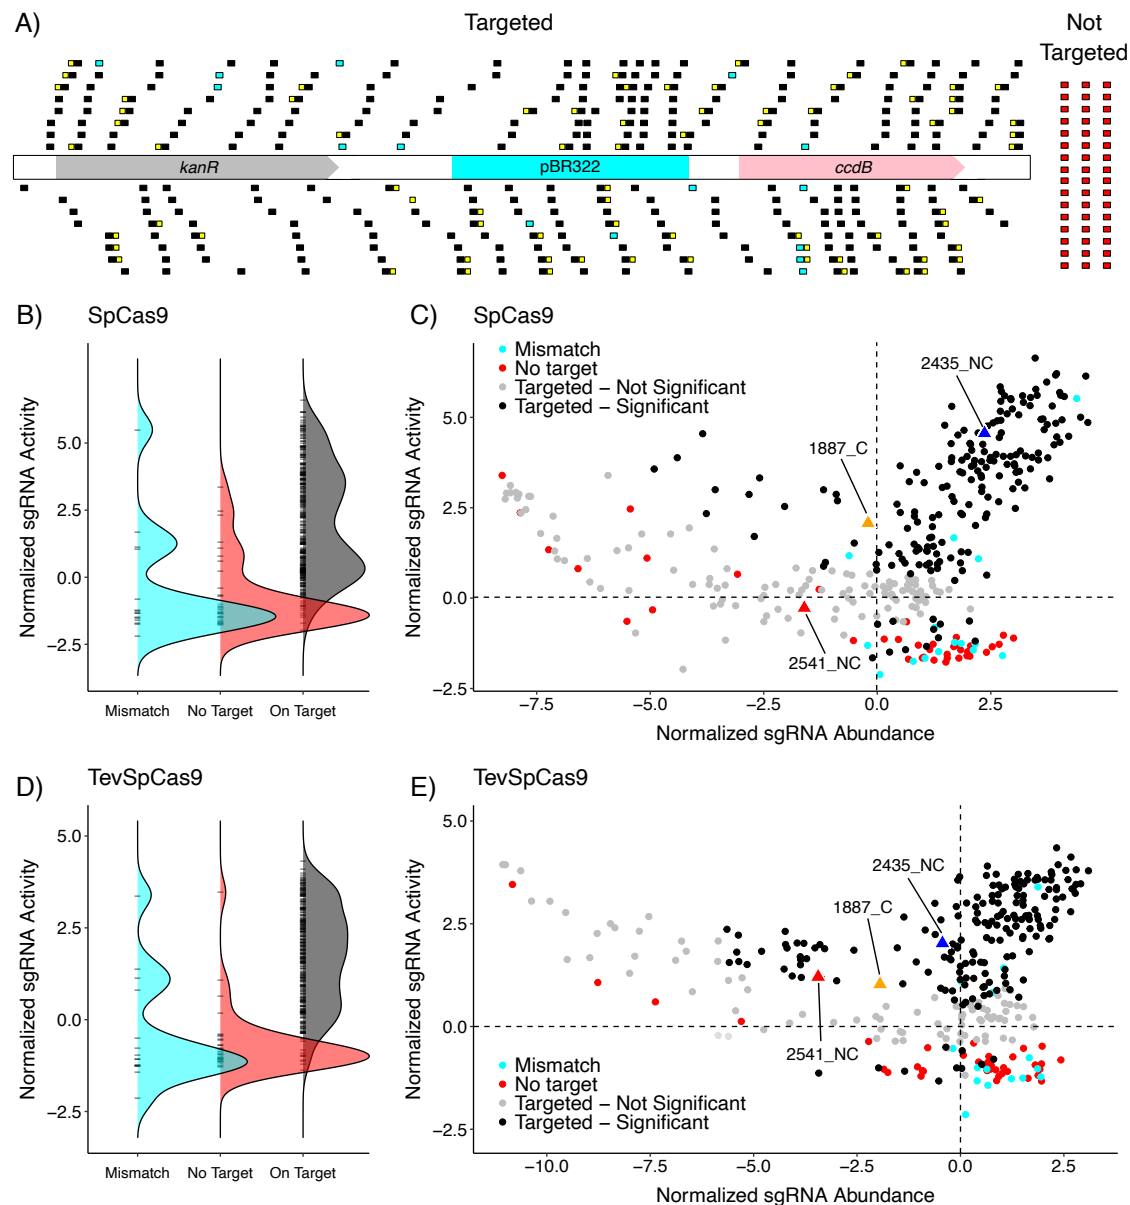 A)
Targeted
Not
Targeted
kanR
pBR322
ccdB
B)
SpCas9
Normalized sgRNA Activity
5.0
2.5
0.0
−2.5
Mismatch
No Target
On Target
C)
SpCas9
Mismatch
No target
Targeted − Not Significant
Targeted − Significant
2435_NC
1887_C
2541_NC
Normalized sgRNA Activity
5.0
2.5
0.0
−2.5
−7.5
−5.0
−2.5
0.0
2.5
Normalized sgRNA Abundance
D)
TevSpCas9
Normalized sgRNA Activity
5.0
2.5
0.0
−2.5
Mismatch
No Target
On Target
E)
TevSpCas9
2435_NC
1887_C
2541_NC
Mismatch
No target
Targeted − Not Significant
Targeted − Significant
Normalized sgRNA Activity
5.0
2.5
0.0
−2.5
−10.0
−7.5
−5.0
−2.5
0.0
2.5
Normalized sgRNA Abundance